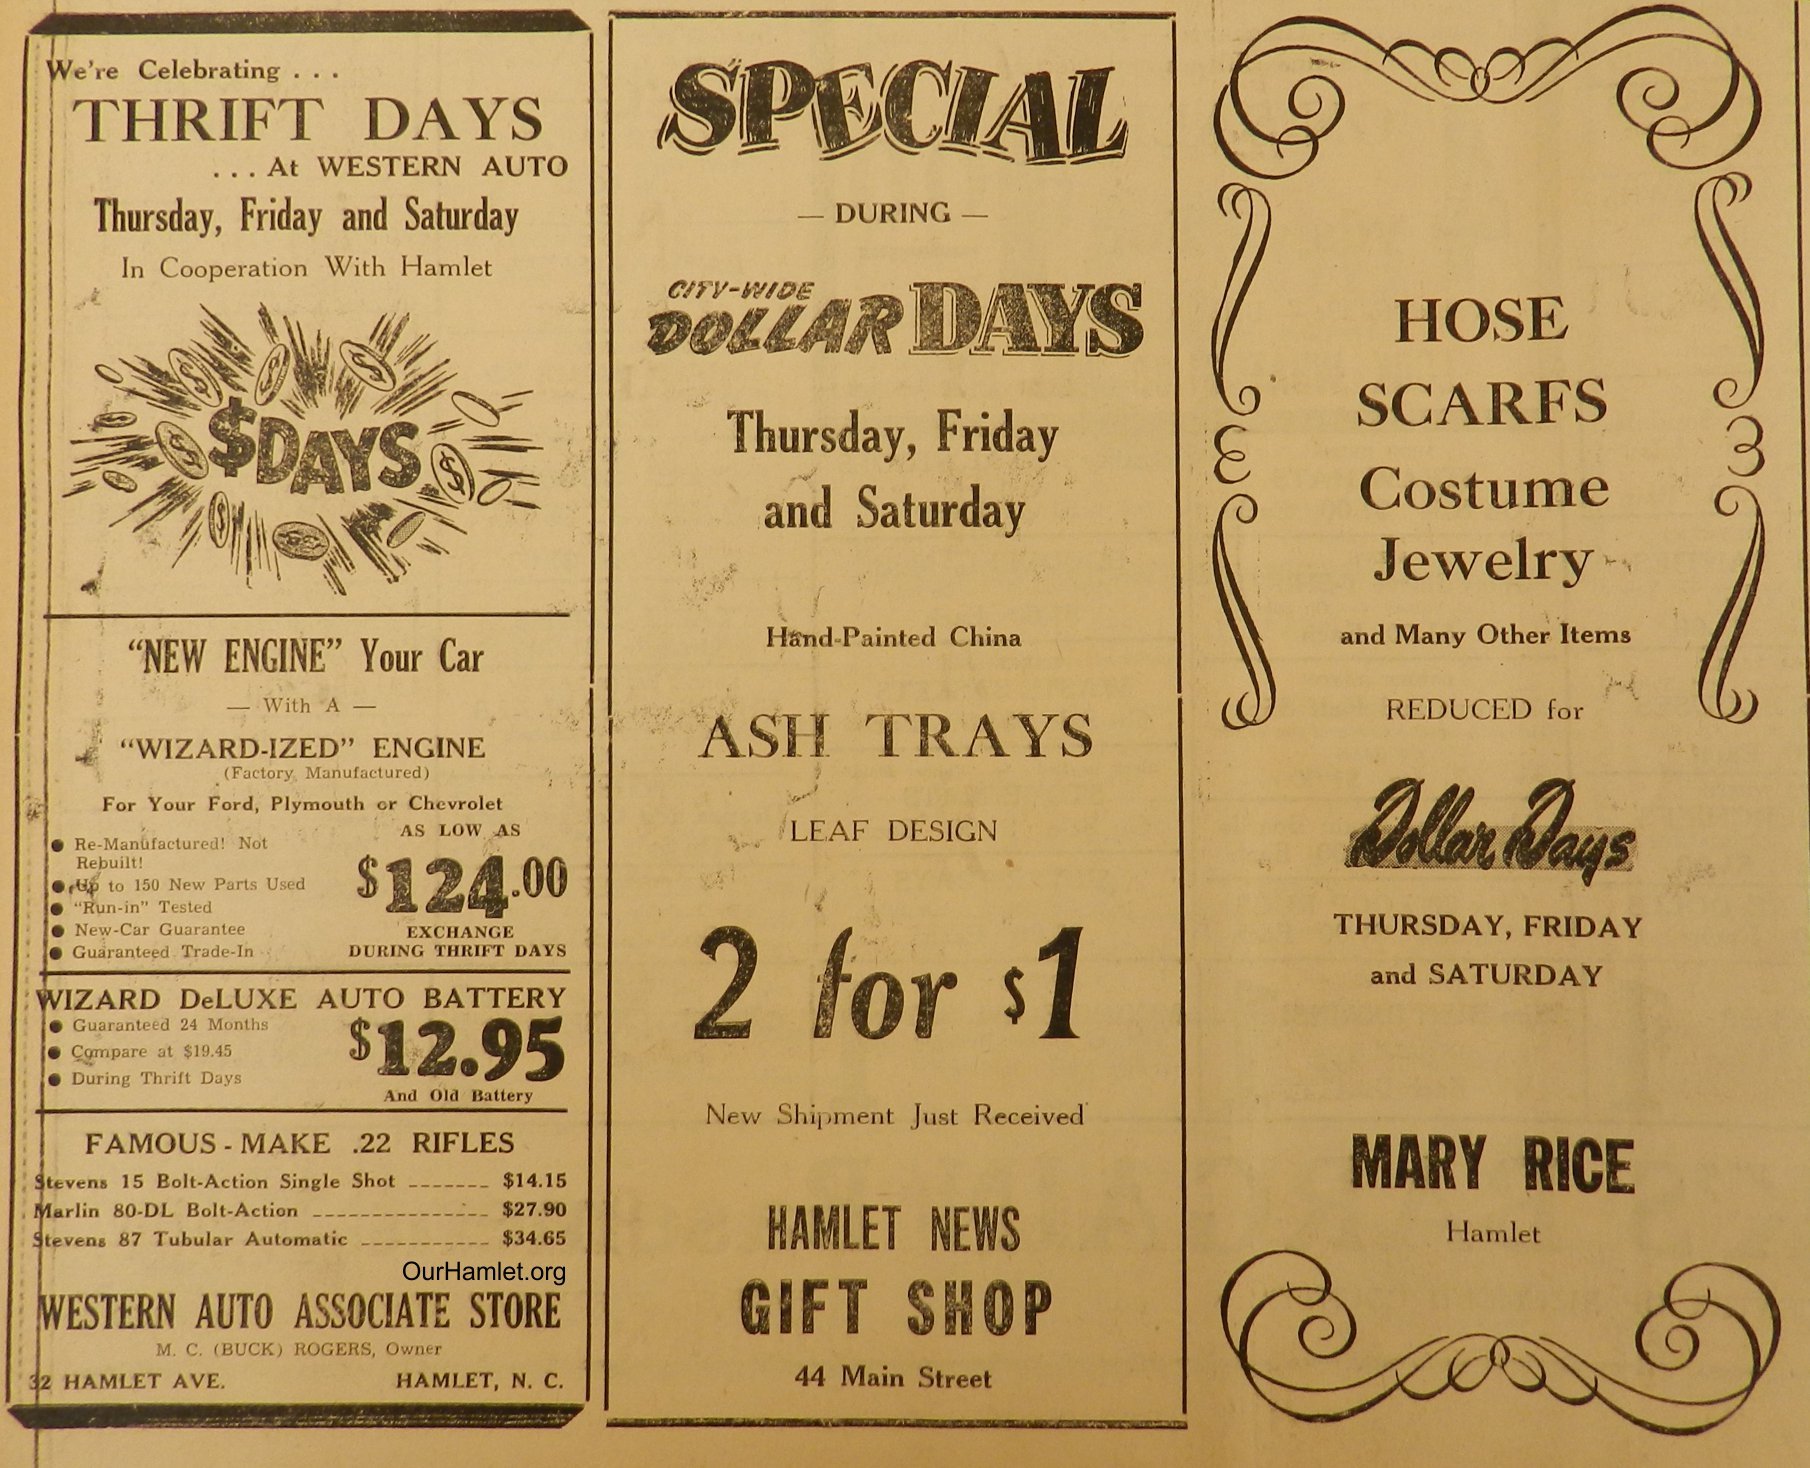 We're Celebrating . . .
THRIFT DAYS
. . . At WESTERN AUTO
Thursday, Friday and Saturday
In Cooperation With Hamlet
$DAYS
"NEW ENGINE" Your Car
— With A —
"WIZARD-IZED" ENGINE
(Factory Manufactured)
For Your Ford, Plymouth or Chevrolet
AS LOW AS
● Re-Manufactured! Not
Rebuilt!
● Up to 150 New Parts Used
● "Run-in" Tested
● New-Car Guarantee
● Guaranteed Trade-In
$124.00
EXCHANGE
DURING THRIFT DAYS
WIZARD DeLUXE AUTO BATTERY
● Guaranteed 24 Months
● Compare at $19.45
● During Thrift Days
$12.95
And Old Battery
FAMOUS - MAKE .22 RIFLES
Stevens 15 Bolt-Action Single Shot ------- $14.15
Marlin 80-DL Bolt-Action --------------- $27.90
Stevens 87 Tubular Automatic ----------- $34.65
OurHamlet.org
WESTERN AUTO ASSOCIATE STORE
M. C. (BUCK) ROGERS, Owner
32 HAMLET AVE. HAMLET, N. C.
SPECIAL
— DURING —
CITY-WIDE
DOLLAR DAYS
Thursday, Friday
and Saturday
Hand-Painted China
ASH TRAYS
LEAF DESIGN
2 for $1
New Shipment Just Received
HAMLET NEWS
GIFT SHOP
44 Main Street
HOSE
SCARFS
Costume
Jewelry
and Many Other Items
REDUCED for
Dollar Days
THURSDAY, FRIDAY
and SATURDAY
MARY RICE
Hamlet